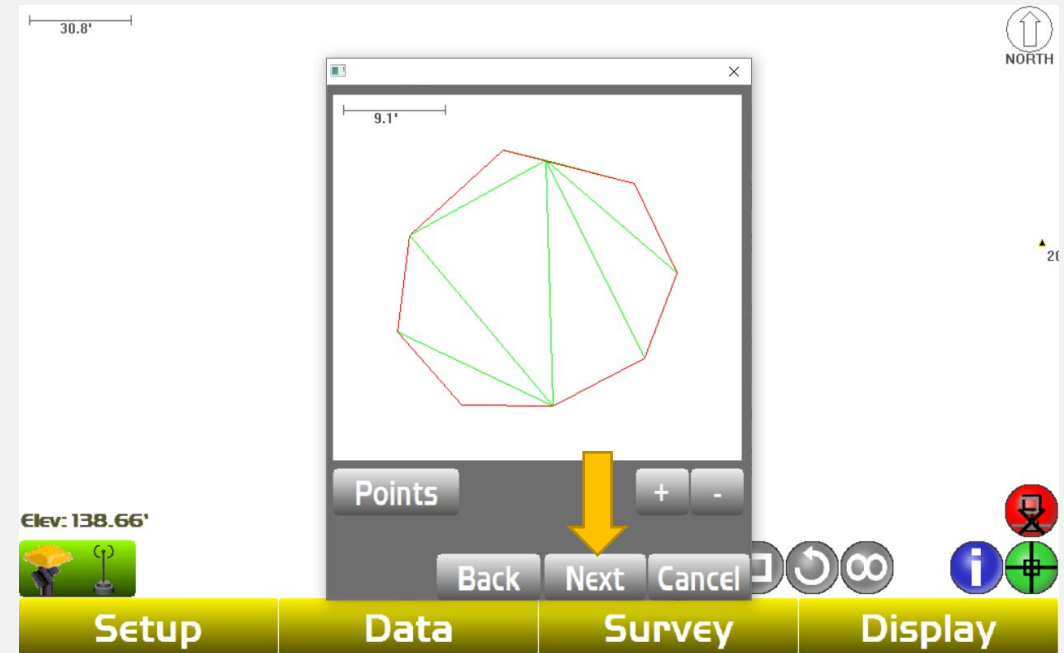 30.8'
NORTH
9.1'
Points
+ -
Elev: 138.66'
Back Next Cancel
i
Setup Data Survey Display